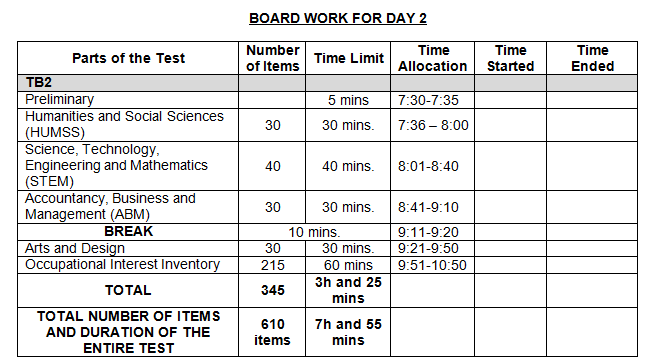 BOARD WORK FOR DAY 2
Parts of the Test Number of Items Time Limit Time Allocation Time Started Time Ended
TB2
Preliminary 5 mins 7:30-7:35
Humanities and Social Sciences (HUMSS) 30 30 mins. 7:36 – 8:00
Science, Technology, Engineering and Mathematics (STEM) 40 40 mins. 8:01-8:40
Accountancy, Business and Management (ABM) 30 30 mins. 8:41-9:10
BREAK 10 mins. 9:11-9:20
Arts and Design 30 30 mins. 9:21-9:50
Occupational Interest Inventory 215 60 mins 9:51-10:50
TOTAL 345 3h and 25 mins
TOTAL NUMBER OF ITEMS AND DURATION OF THE ENTIRE TEST 610 items 7h and 55 mins